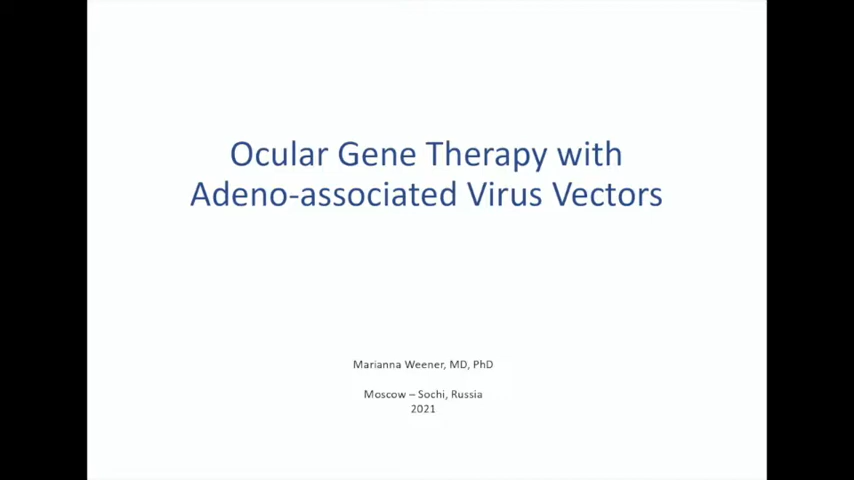 Ocular Gene Therapy with
Adeno-associated Virus Vectors
Marianna Weener, MD, PhD
Moscow – Sochi, Russia
2021